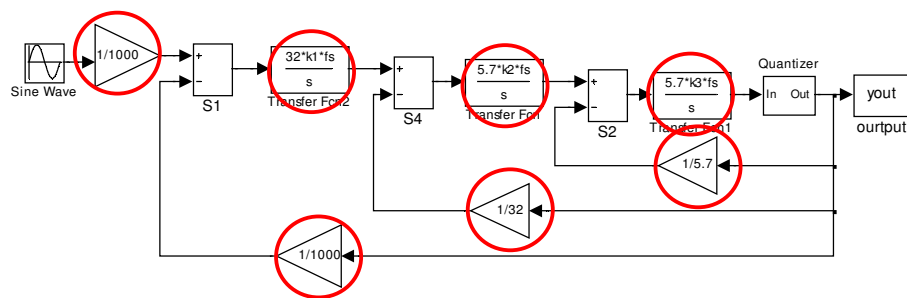 1/1000
Sine Wave
+
−
S1
32*k1*fs
s
Transfer Fcn2
+
−
S4
5.7*k2*fs
s
Transfer Fcn
+
−
S2
5.7*k3*fs
s
Transfer Fcn1
Quantizer
In Out
yout
ourtput
1/5.7
1/32
1/1000